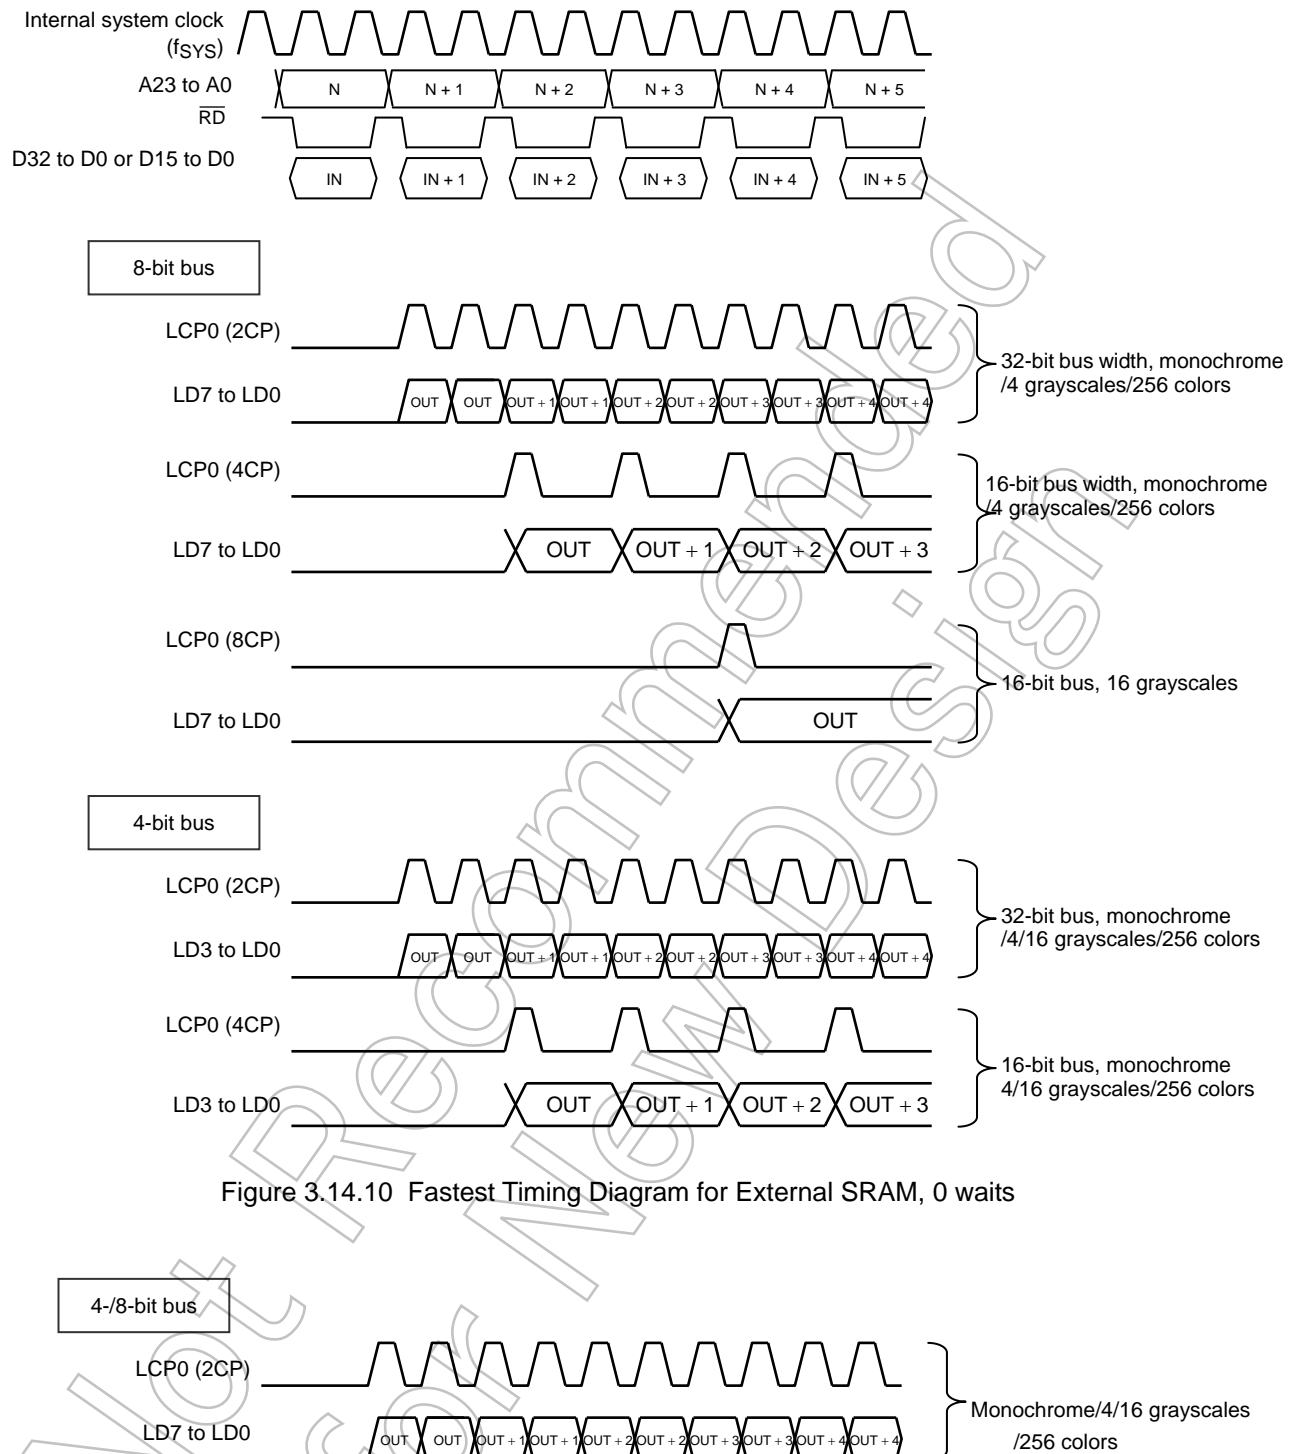 Internal system clock
(fSYS)
A23 to A0
N N + 1 N + 2 N + 3 N + 4 N + 5
RD
D32 to D0 or D15 to D0
IN IN + 1 IN + 2 IN + 3 IN + 4 IN + 5
8-bit bus
LCP0 (2CP)
32-bit bus width, monochrome
/4 grayscales/256 colors
LD7 to LD0
OUT OUT OUT + 1 OUT + 1 OUT + 2 OUT + 2 OUT + 3 OUT + 3 OUT + 4 OUT + 4
LCP0 (4CP)
16-bit bus width, monochrome
/4 grayscales/256 colors
LD7 to LD0
OUT OUT + 1 OUT + 2 OUT + 3
LCP0 (8CP)
16-bit bus, 16 grayscales
LD7 to LD0
OUT
4-bit bus
LCP0 (2CP)
32-bit bus, monochrome
/4/16 grayscales/256 colors
LD3 to LD0
OUT OUT OUT + 1 OUT + 1 OUT + 2 OUT + 2 OUT + 3 OUT + 3 OUT + 4 OUT + 4
LCP0 (4CP)
16-bit bus, monochrome
4/16 grayscales/256 colors
LD3 to LD0
OUT OUT + 1 OUT + 2 OUT + 3
Figure 3.14.10 Fastest Timing Diagram for External SRAM, 0 waits
4-/8-bit bus
LCP0 (2CP)
Monochrome/4/16 grayscales
/256 colors
LD7 to LD0
OUT OUT OUT + 1 OUT + 1 OUT + 2 OUT + 2 OUT + 3 OUT + 3 OUT + 4 OUT + 4
Not Recommended
for New Design